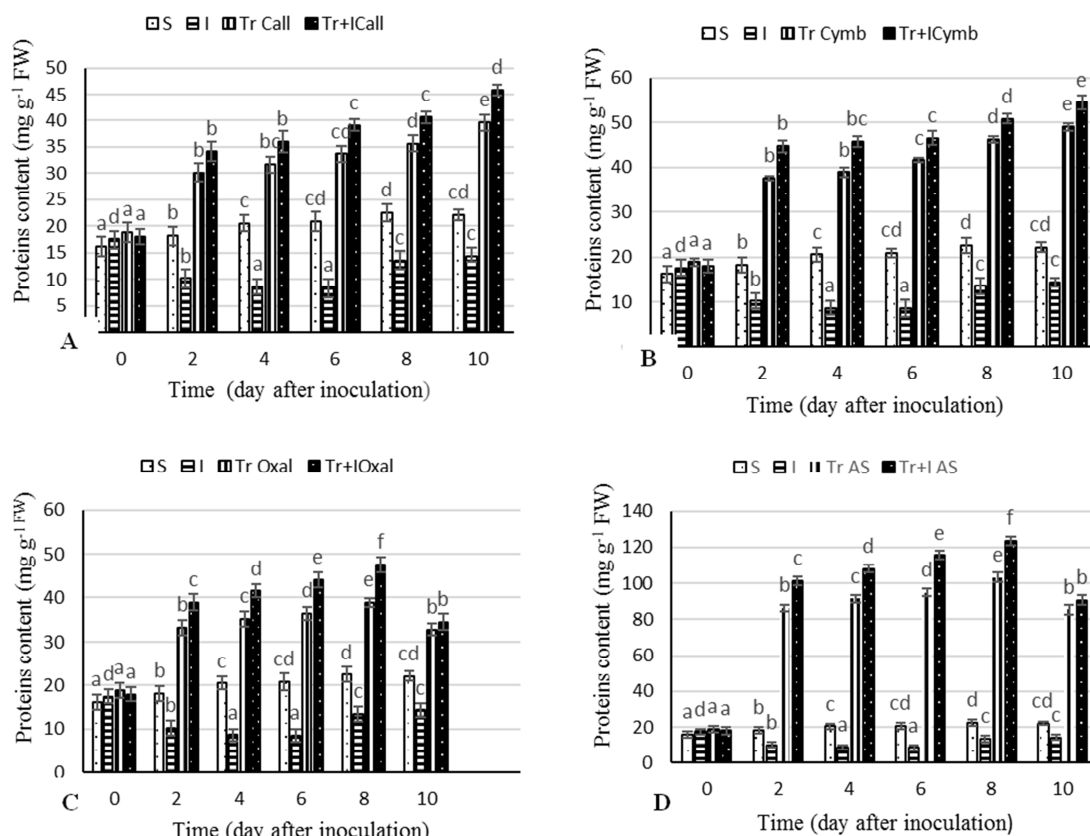 S I Tr Call Tr+ICall
Proteins content (mg g⁻¹ FW)
50
45
40
35
30
25
20
15
10
5
a d a a b b b b c a bc b cd a cd c d c d c cd c e d
A
0 2 4 6 8 10
Time (day after inoculation)
S I Tr Cymb Tr+ICymb
Proteins content (mg g⁻¹ FW)
60
50
40
30
20
10
a d a a b b b b c a b bc cd a c c d c d d cd c e e
B
0 2 4 6 8 10
Time (day after inoculation)
S I Tr Oxal Tr+IOxal
Proteins content (mg g⁻¹ FW)
60
50
40
30
20
10
0
a d a a b a b c c a c d cd a d e d c e f cd c b b
C
0 2 4 6 8 10
Time (day after inoculation)
S I Tr AS Tr+I AS
Proteins content (mg g⁻¹ FW)
140
120
100
80
60
40
20
0
a d a a b b b c c a c d cd a d e d c e f cd c b b
D
0 2 4 6 8 10
Time (day after inoculation)